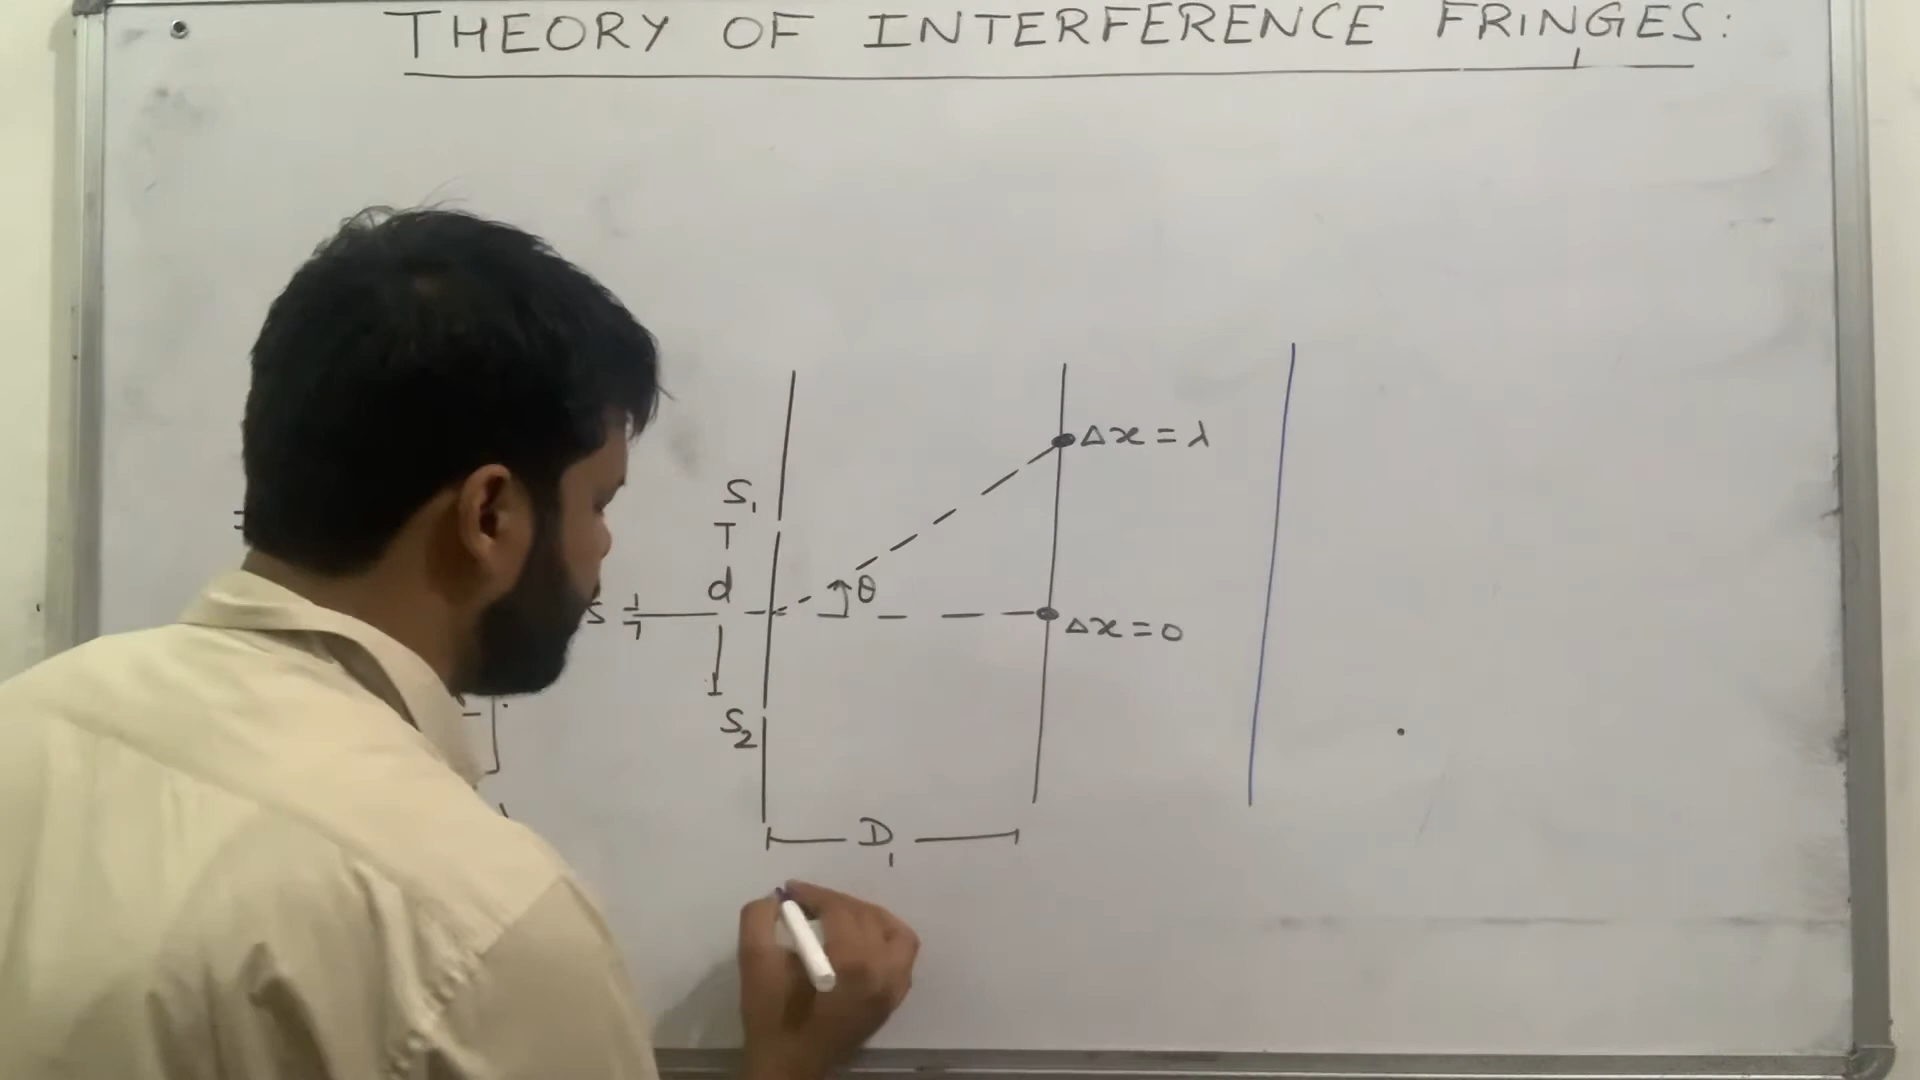 THEORY OF INTERFERENCE FRINGES:
Δx = λ
S₁
d
θ
S
Δx = 0
S₂
D₁